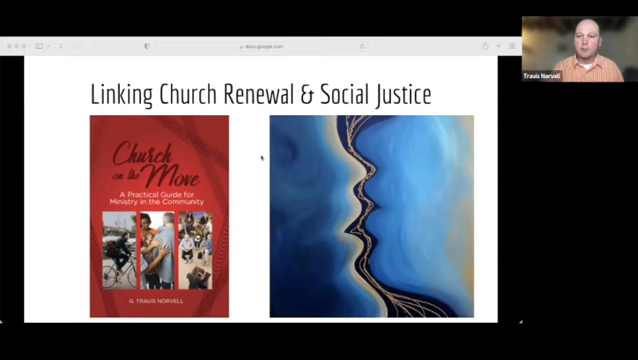 docs.google.com
Travis Norvell
Linking Church Renewal & Social Justice
Church
on the
Move
A Practical Guide for
Ministry in the Community
G. TRAVIS NORVELL